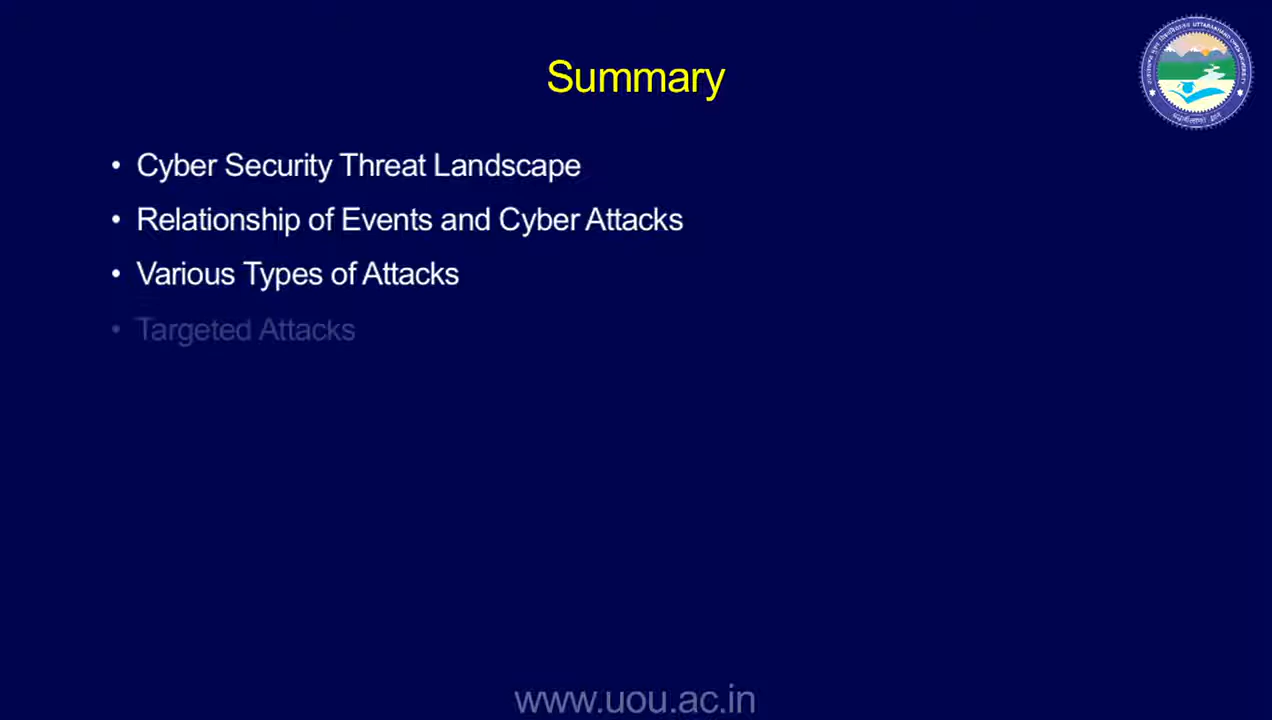 Summary
• Cyber Security Threat Landscape
• Relationship of Events and Cyber Attacks
• Various Types of Attacks
• Targeted Attacks
www.uou.ac.in